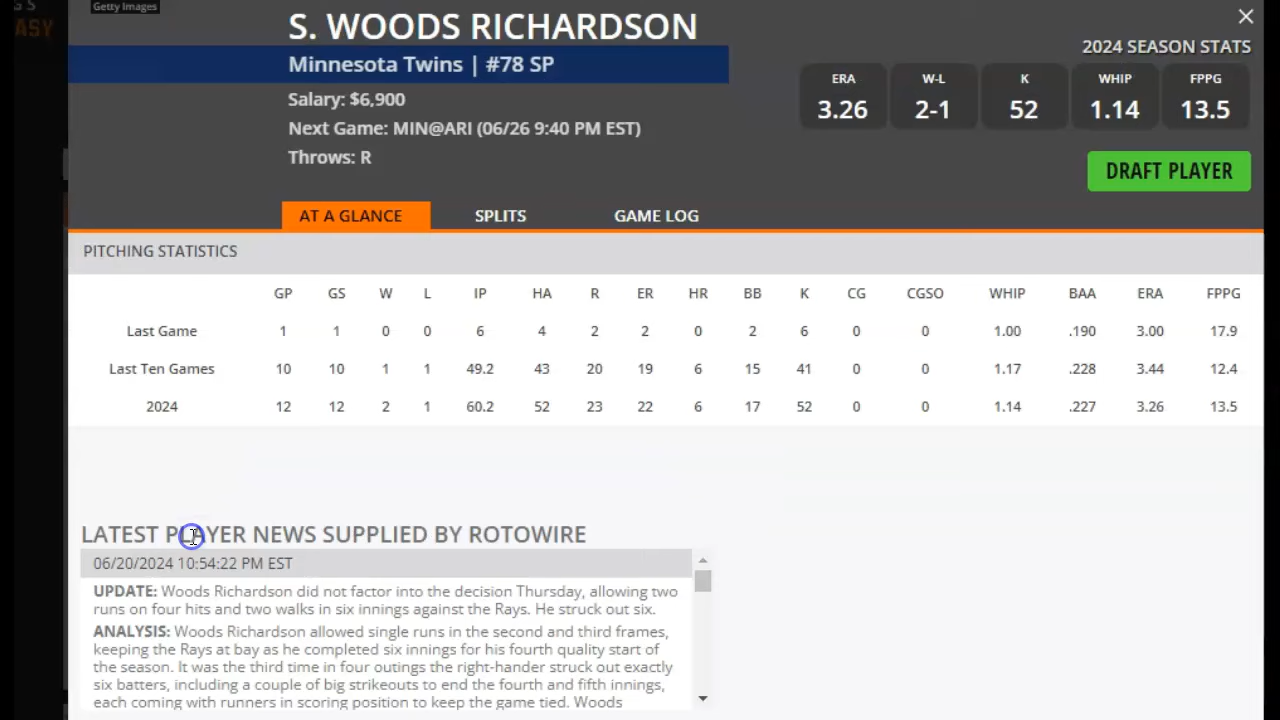 G S
ASY
Getty Images
S. WOODS RICHARDSON
Minnesota Twins | #78 SP
Salary: $6,900
Next Game: MIN@ARI (06/26 9:40 PM EST)
Throws: R
2024 SEASON STATS
ERA W-L K WHIP FPPG
3.26 2-1 52 1.14 13.5
DRAFT PLAYER
AT A GLANCE SPLITS GAME LOG
PITCHING STATISTICS
GP GS W L IP HA R ER HR BB K CG CGSO WHIP BAA ERA FPPG
Last Game 1 1 0 0 6 4 2 2 0 2 6 0 0 1.00 .190 3.00 17.9
Last Ten Games 10 10 1 1 49.2 43 20 19 6 15 41 0 0 1.17 .228 3.44 12.4
2024 12 12 2 1 60.2 52 23 22 6 17 52 0 0 1.14 .227 3.26 13.5
LATEST PLAYER NEWS SUPPLIED BY ROTOWIRE
06/20/2024 10:54:22 PM EST
UPDATE: Woods Richardson did not factor into the decision Thursday, allowing two
runs on four hits and two walks in six innings against the Rays. He struck out six.
ANALYSIS: Woods Richardson allowed single runs in the second and third frames,
keeping the Rays at bay as he completed six innings for his fourth quality start of
the season. It was the third time in four outings the right-hander struck out exactly
six batters, including a couple of big strikeouts to end the fourth and fifth innings,
each coming with runners in scoring position to keep the game tied. Woods